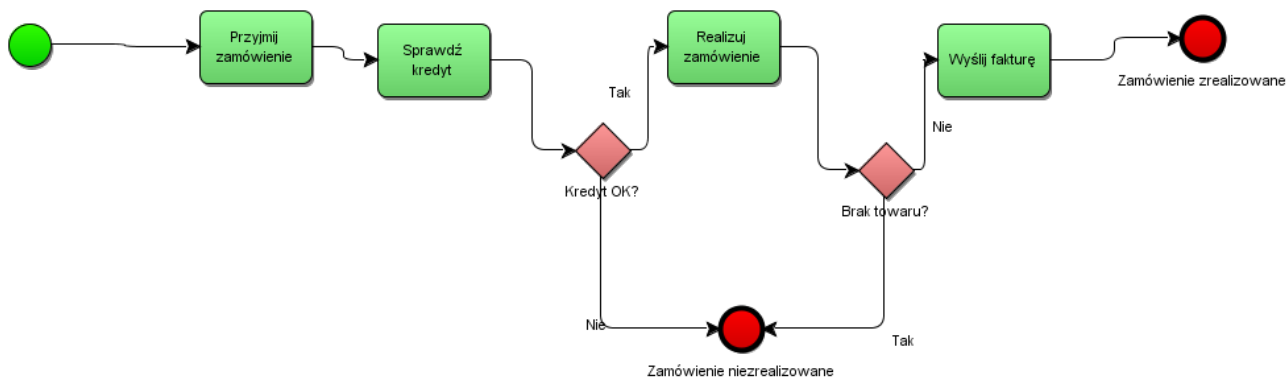 Przyjmij
zamówienie
Sprawdź
kredyt
Kredyt OK?
Tak
Nie
Realizuj
zamówienie
Brak towaru?
Nie
Tak
Wyślij fakturę
Zamówienie zrealizowane
Zamówienie niezrealizowane